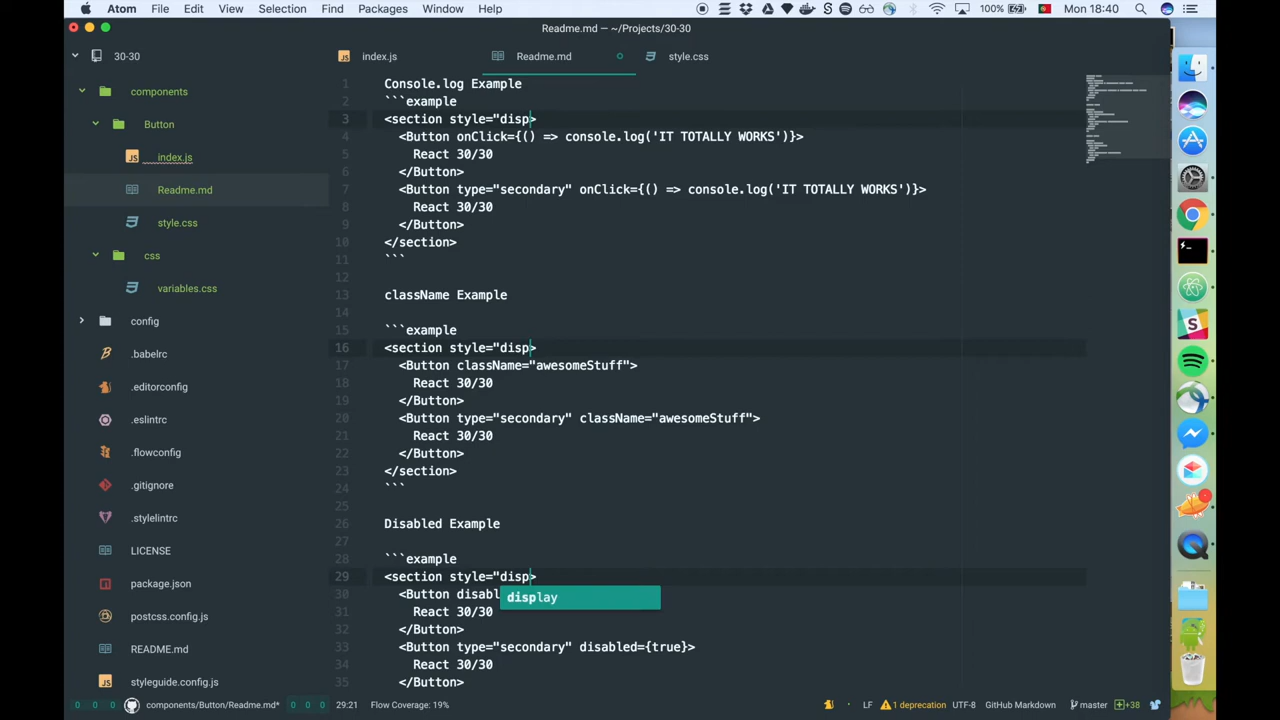 Atom File Edit View Selection Find Packages Window Help 100% Mon 18:40
Readme.md — ~/Projects/30-30
30-30
index.js
Readme.md
style.css
components
Button
index.js
Readme.md
style.css
css
variables.css
config
.babelrc
.editorconfig
.eslintrc
.flowconfig
.gitignore
.stylelintrc
LICENSE
package.json
postcss.config.js
README.md
styleguide.config.js
1 Console.log Example
2 ```example
3 <section style="disp>
4 <Button onClick={() => console.log('IT TOTALLY WORKS')}>
5 React 30/30
6 </Button>
7 <Button type="secondary" onClick={() => console.log('IT TOTALLY WORKS')}>
8 React 30/30
9 </Button>
10 </section>
11 ```
12
13 className Example
14
15 ```example
16 <section style="disp>
17 <Button className="awesomeStuff">
18 React 30/30
19 </Button>
20 <Button type="secondary" className="awesomeStuff">
21 React 30/30
22 </Button>
23 </section>
24 ```
25
26 Disabled Example
27
28 ```example
29 <section style="disp>
30 <Button disabl
display
31 React 30/30
32 </Button>
33 <Button type="secondary" disabled={true}>
34 React 30/30
35 </Button>
0 0 0 components/Button/Readme.md* 0 0 0 29:21 Flow Coverage: 19% LF 1 deprecation UTF-8 GitHub Markdown master +38